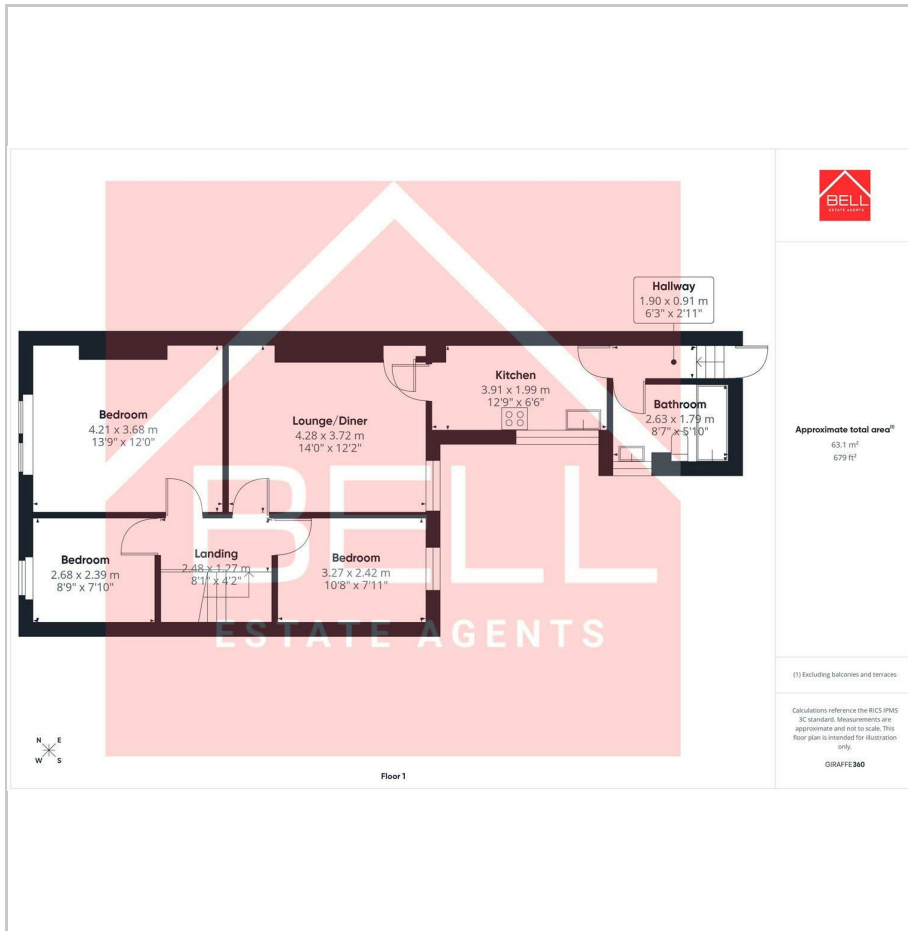 BELL
ESTATE AGENTS
Hallway
1.90 x 0.91 m
6'3" x 2'11"
Kitchen
3.91 x 1.99 m
12'9" x 6'6"
Bedroom
4.21 x 3.68 m
13'9" x 12'0"
Lounge/Diner
4.28 x 3.72 m
14'0" x 12'2"
Bathroom
2.63 x 1.79 m
8'7" x 5'10"
Bedroom
2.68 x 2.39 m
8'9" x 7'10"
Landing
2.48 x 1.27 m
8'1" x 4'2"
Bedroom
3.27 x 2.42 m
10'8" x 7'11"
BELL
ESTATE AGENTS
N E
W S
Floor 1
Approximate total area(1)
63.1 m²
679 ft²
(1) Excluding balconies and terraces
Calculations reference the RICS IPMS
3C standard. Measurements are
approximate and not to scale. This
floor plan is intended for illustration
only.
GIRAFFE360